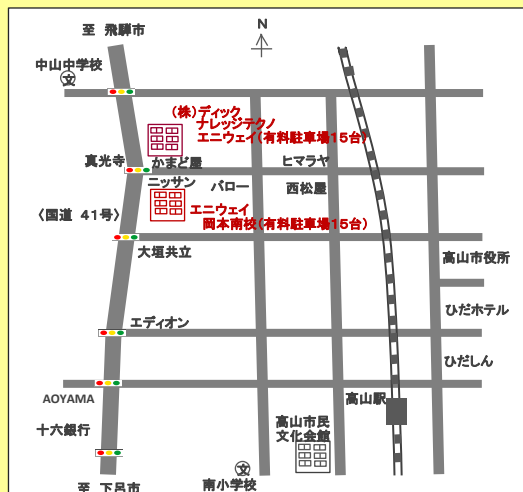 至 飛騨市
N
中山中学校
文
(株)ディック
ナレッジテクノ
エニウェイ(有料駐車場15台)
真光寺
かまど屋
ヒマラヤ
ニッサン
バロー
西松屋
〈国道 41号〉
エニウェイ
岡本南校(有料駐車場15台)
大垣共立
高山市役所
ひだホテル
エディオン
ひだしん
AOYAMA
高山駅
十六銀行
高山市民
文化会館
文
至 下呂市
南小学校